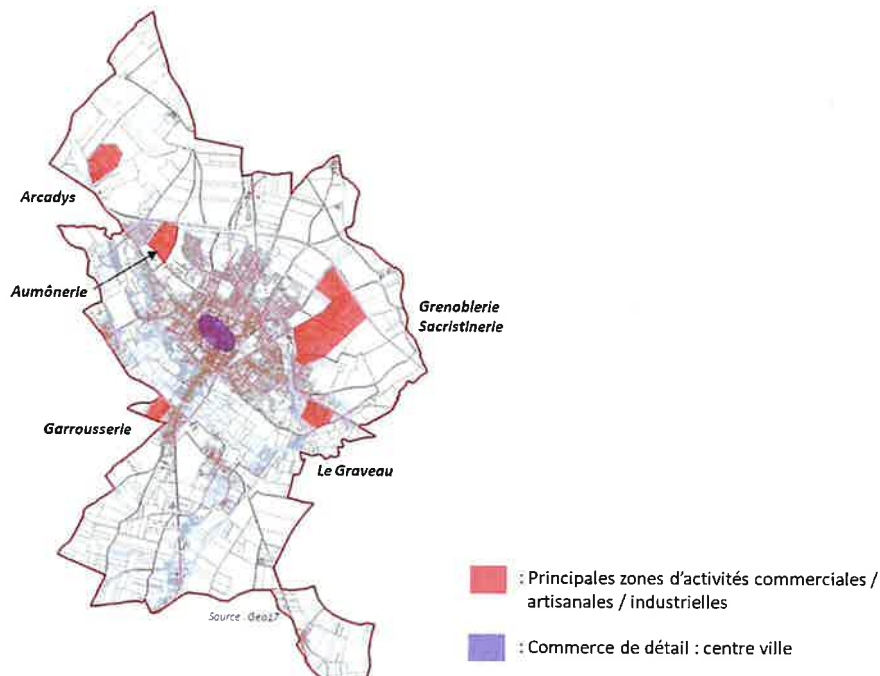 Arcadys
Aumônerie
Grenoblerie
Sacristinerie
Garrousserie
Le Graveau
Source : Geo17
: Principales zones d'activités commerciales /
artisanales / industrielles
: Commerce de détail : centre ville